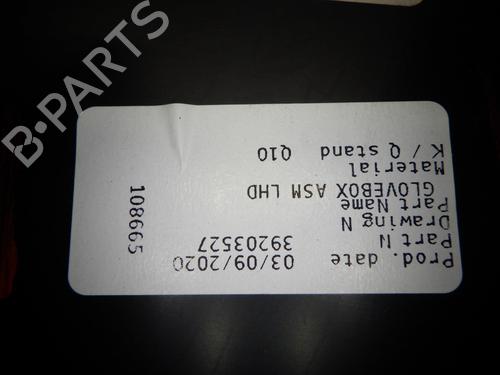 Prod. date 03/09/2020
Part N 39203527
Drawing N
Part Name
GLOVEBOX ASM LHD
Material
K / Q stand Q10
108665
B-PARTS